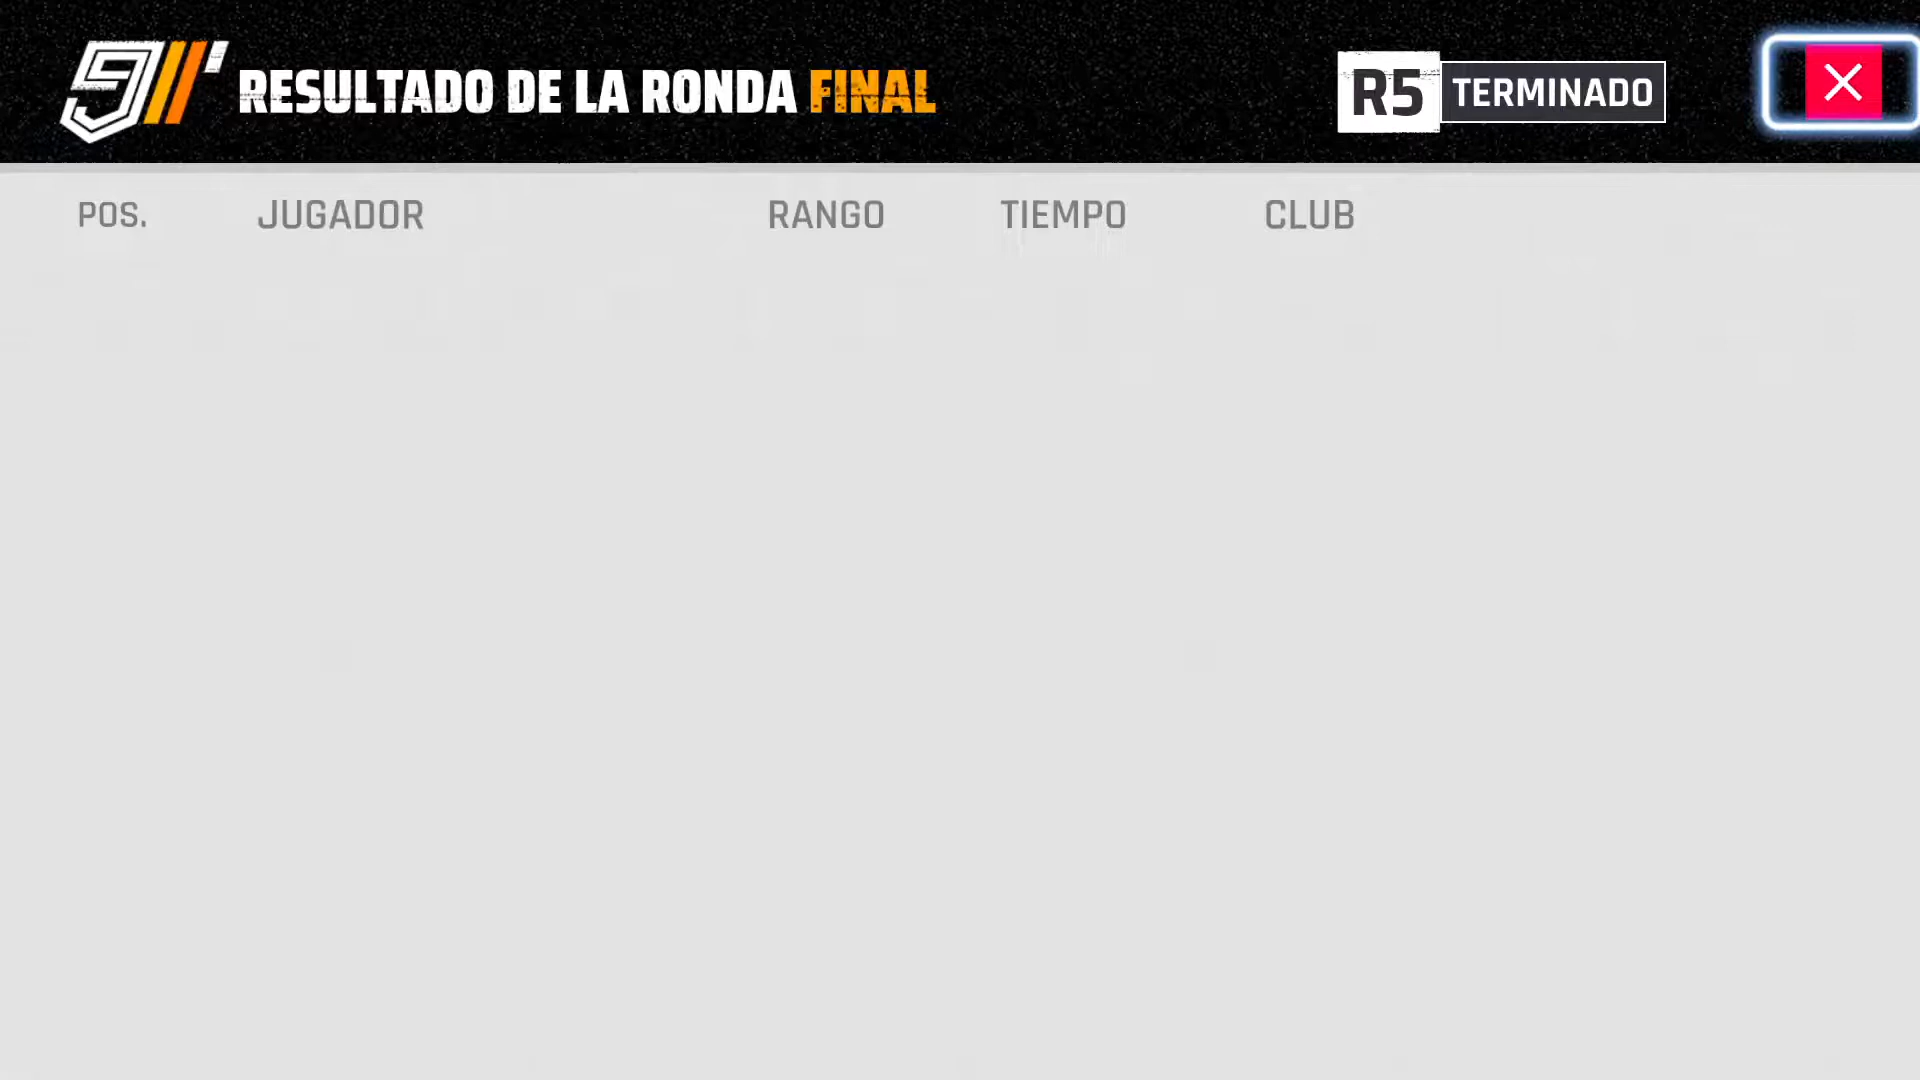 RESULTADO DE LA RONDA FINAL
R5 TERMINADO
POS. JUGADOR RANGO TIEMPO CLUB